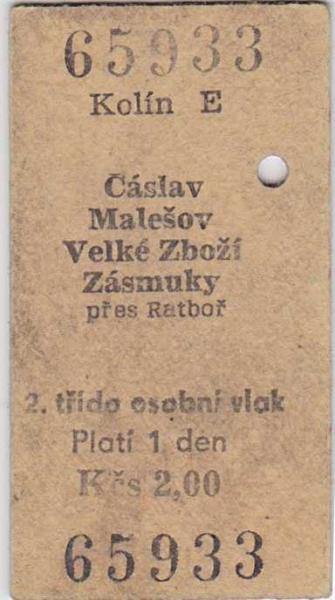 65933
Kolín E
Čáslav
Malešov
Velké Zboží
Zásmuky
přes Ratboř
2. třída osobní vlak
Platí 1 den
Kčs 2,00
65933